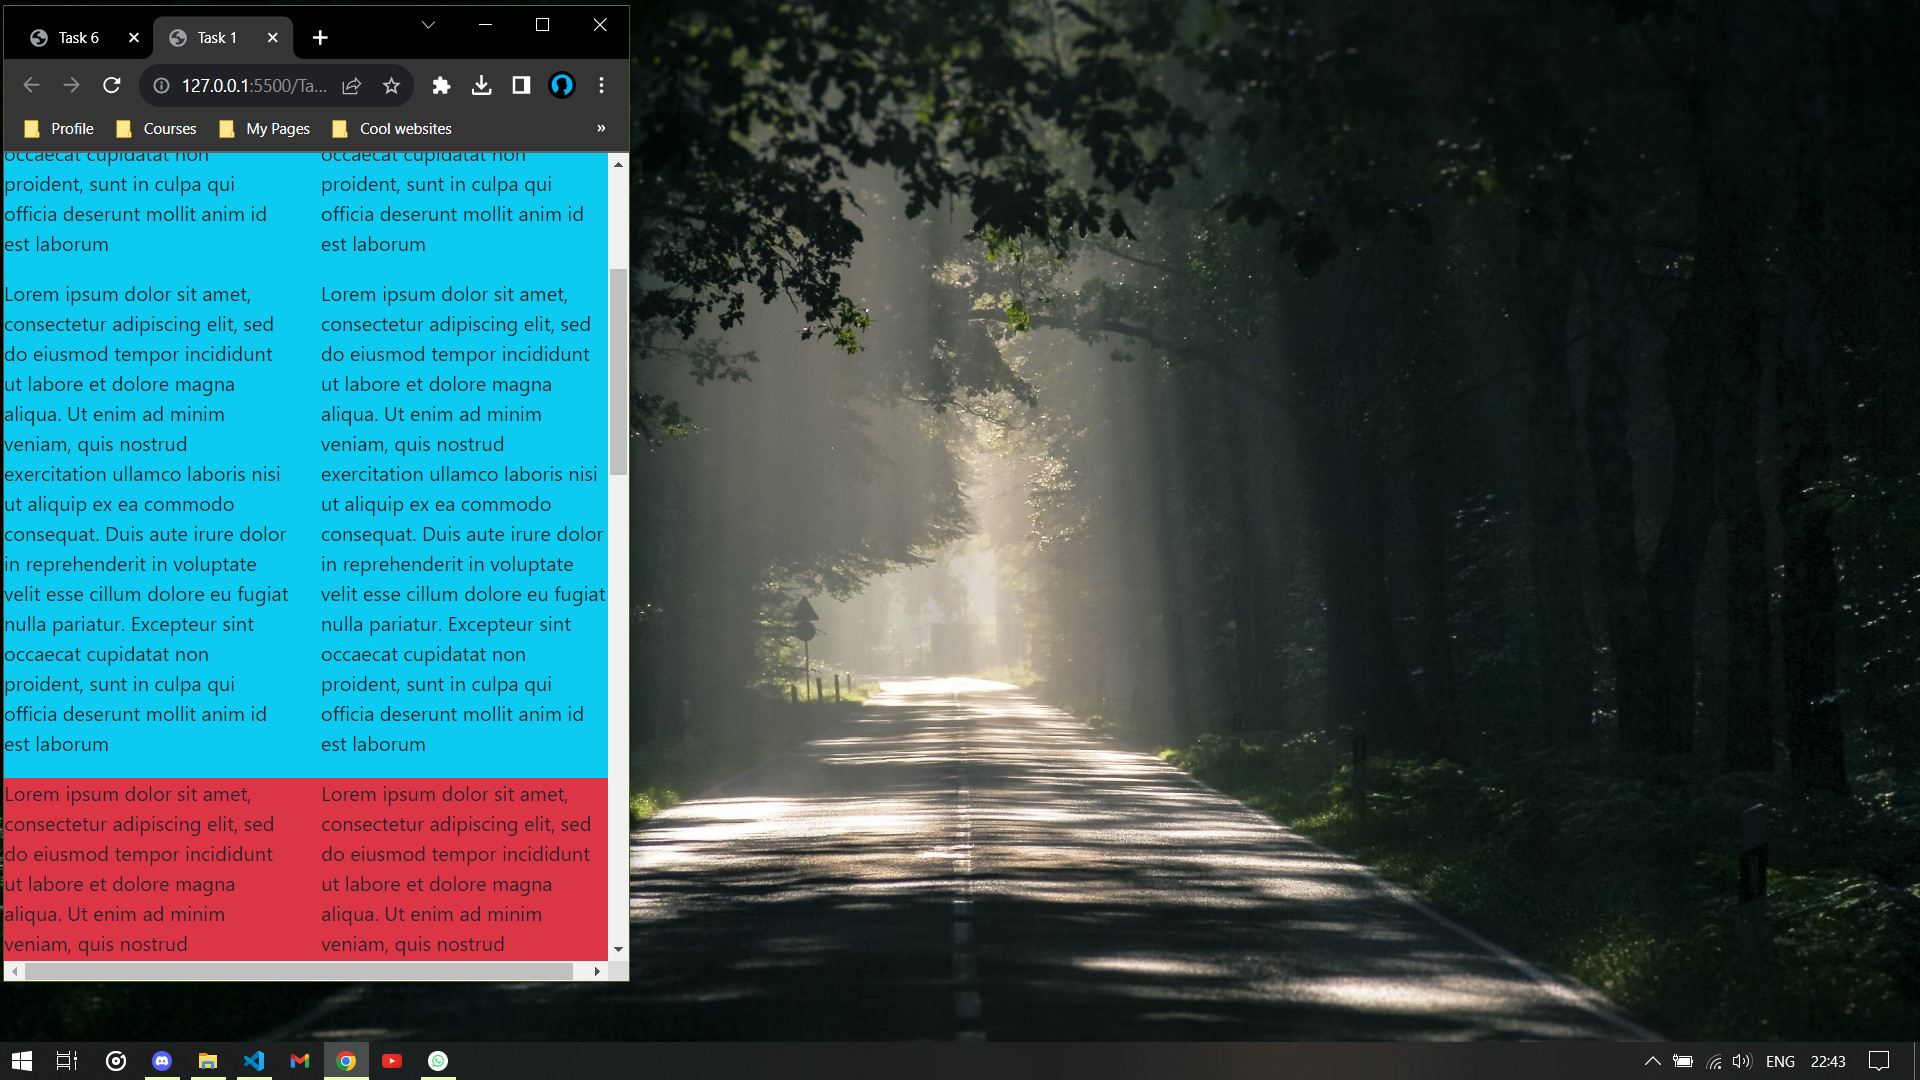 Task 6
Task 1
127.0.0.1:5500/Ta...
Profile
Courses
My Pages
Cool websites
»
occaecat cupidatat non
proident, sunt in culpa qui
officia deserunt mollit anim id
est laborum
Lorem ipsum dolor sit amet,
consectetur adipiscing elit, sed
do eiusmod tempor incididunt
ut labore et dolore magna
aliqua. Ut enim ad minim
veniam, quis nostrud
exercitation ullamco laboris nisi
ut aliquip ex ea commodo
consequat. Duis aute irure dolor
in reprehenderit in voluptate
velit esse cillum dolore eu fugiat
nulla pariatur. Excepteur sint
occaecat cupidatat non
proident, sunt in culpa qui
officia deserunt mollit anim id
est laborum
Lorem ipsum dolor sit amet,
consectetur adipiscing elit, sed
do eiusmod tempor incididunt
ut labore et dolore magna
aliqua. Ut enim ad minim
veniam, quis nostrud
occaecat cupidatat non
proident, sunt in culpa qui
officia deserunt mollit anim id
est laborum
Lorem ipsum dolor sit amet,
consectetur adipiscing elit, sed
do eiusmod tempor incididunt
ut labore et dolore magna
aliqua. Ut enim ad minim
veniam, quis nostrud
exercitation ullamco laboris nisi
ut aliquip ex ea commodo
consequat. Duis aute irure dolor
in reprehenderit in voluptate
velit esse cillum dolore eu fugiat
nulla pariatur. Excepteur sint
occaecat cupidatat non
proident, sunt in culpa qui
officia deserunt mollit anim id
est laborum
Lorem ipsum dolor sit amet,
consectetur adipiscing elit, sed
do eiusmod tempor incididunt
ut labore et dolore magna
aliqua. Ut enim ad minim
veniam, quis nostrud
ENG
22:43